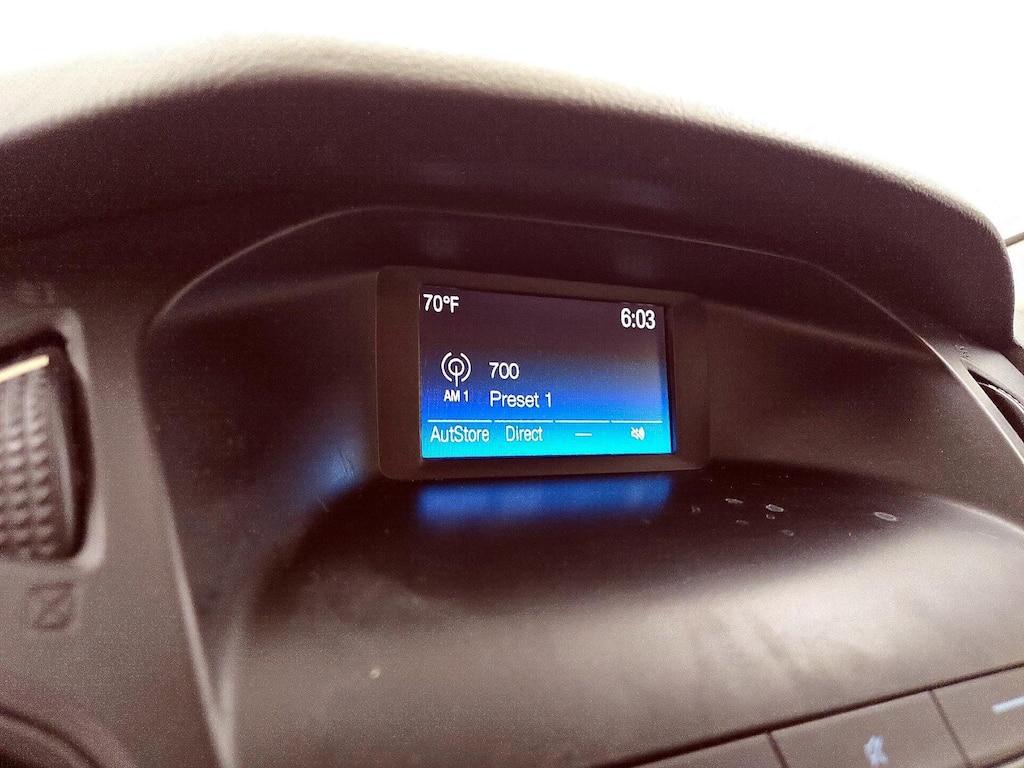 70°F
6:03
700
AM 1
Preset 1
AutStore Direct —